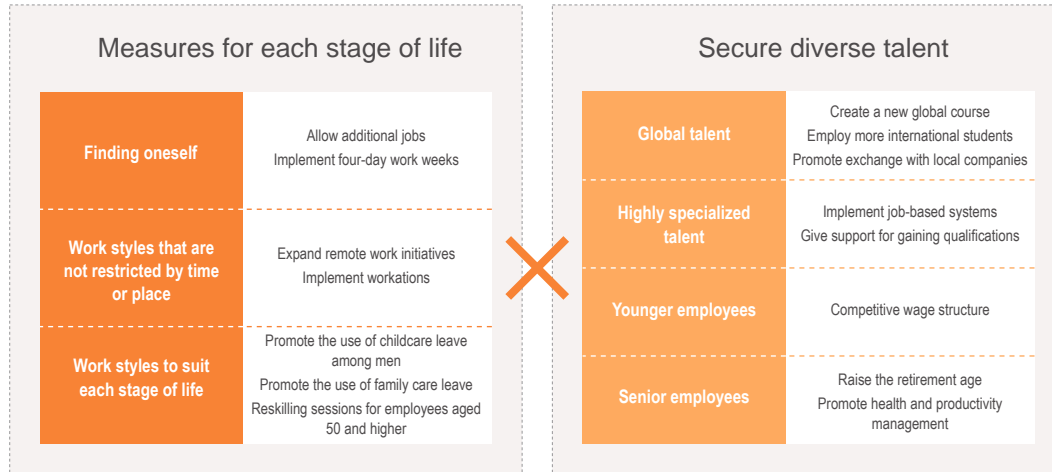 Measures for each stage of life
Finding oneself
Allow additional jobs
Implement four-day work weeks
Work styles that are
not restricted by time
or place
Expand remote work initiatives
Implement workations
Work styles to suit
each stage of life
Promote the use of childcare leave
among men
Promote the use of family care leave
Reskilling sessions for employees aged
50 and higher
Secure diverse talent
Global talent
Create a new global course
Employ more international students
Promote exchange with local companies
Highly specialized
talent
Implement job-based systems
Give support for gaining qualifications
Younger employees
Competitive wage structure
Senior employees
Raise the retirement age
Promote health and productivity
management